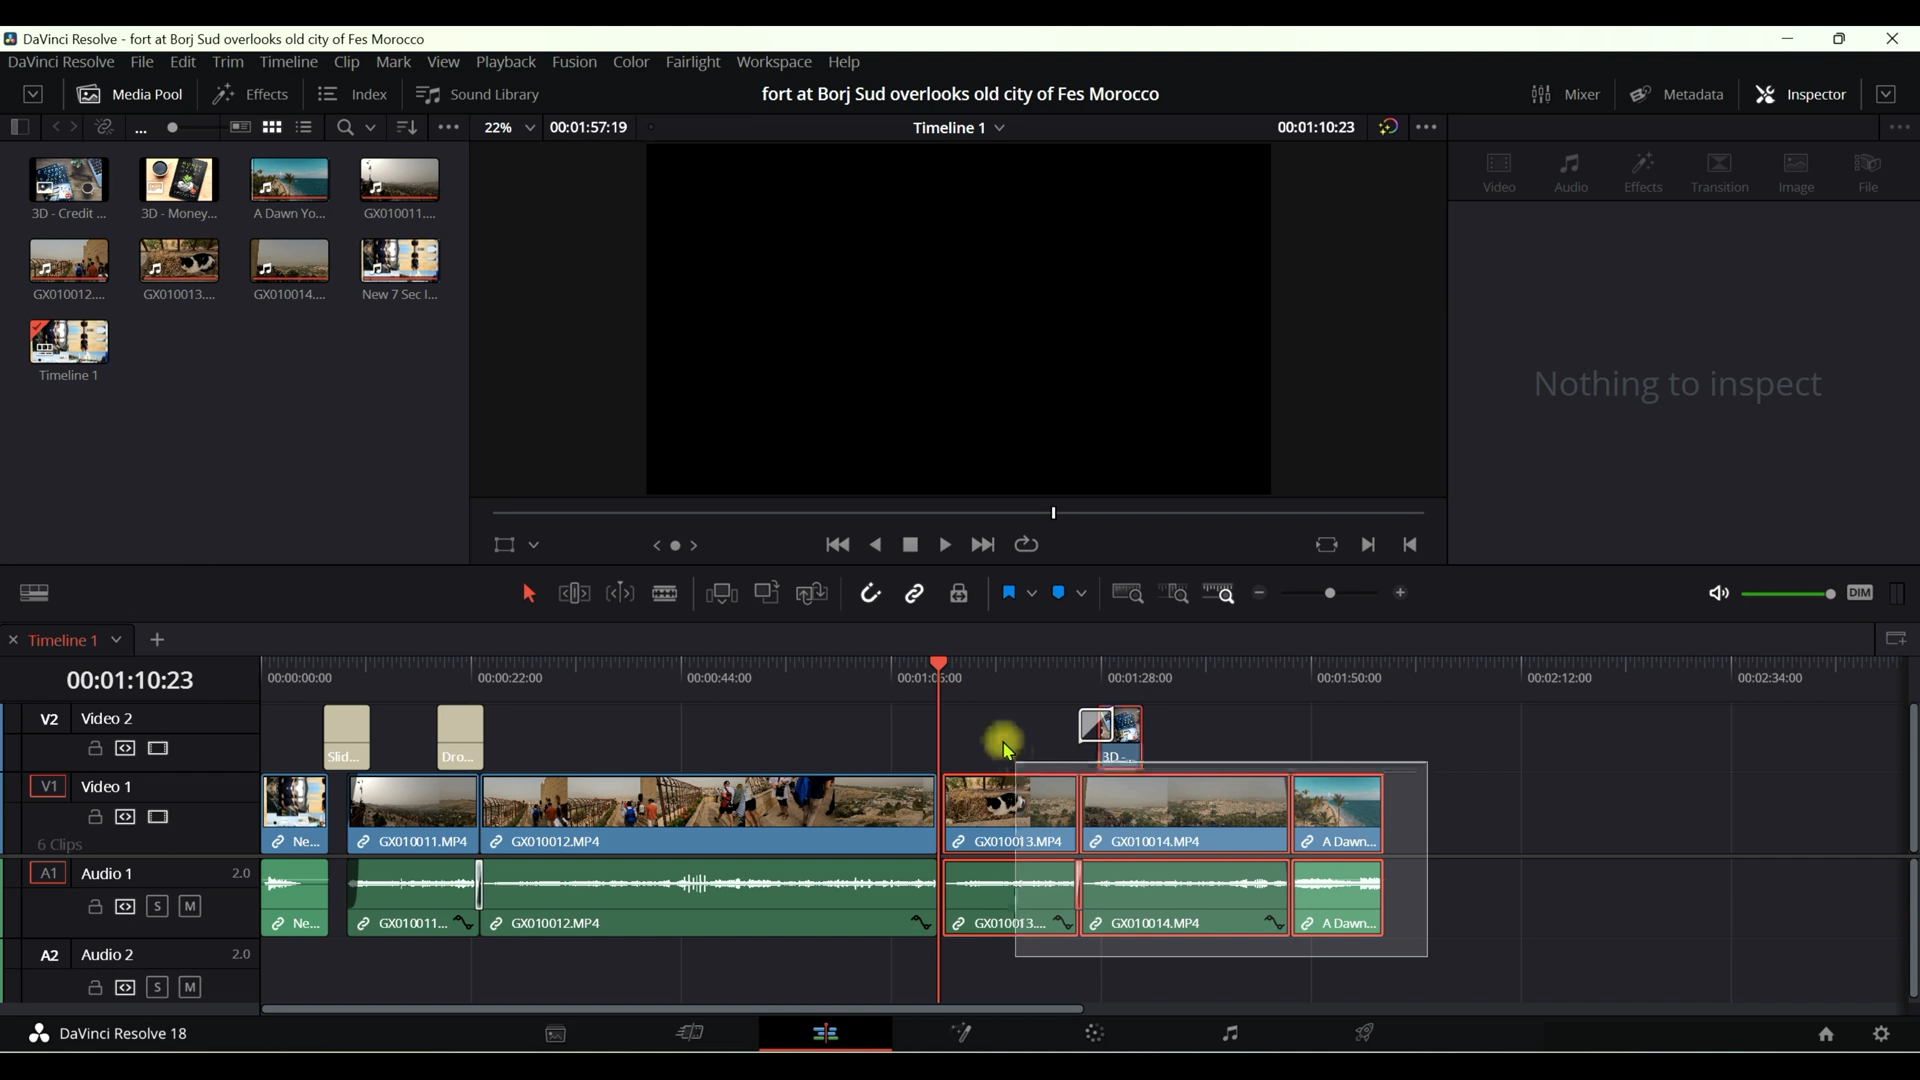 DaVinci Resolve - fort at Borj Sud overlooks old city of Fes Morocco
DaVinci Resolve File Edit Trim Timeline Clip Mark View Playback Fusion Color Fairlight Workspace Help
Media Pool Effects Index Sound Library fort at Borj Sud overlooks old city of Fes Morocco Mixer Metadata Inspector
... 22% 00:01:57:19 Timeline 1 00:01:10:23
Video Audio Effects Transition Image File
3D - Credit ... 3D - Money... A Dawn Yo... GX010011....
GX010012.... GX010013.... GX010014.... New 7 Sec I...
Timeline 1
Nothing to inspect
DIM
Timeline 1
00:01:10:23 00:00:00:00 00:00:22:00 00:00:44:00 00:01:06:00 00:01:28:00 00:01:50:00 00:02:12:00 00:02:34:00
V2 Video 2
Slid... Dro... 3D -...
V1 Video 1
6 Clips
Ne... GX010011.MP4 GX010012.MP4 GX010013.MP4 GX010014.MP4 A Dawn...
A1 Audio 1 2.0
S M
Ne... GX010011... GX010012.MP4 GX010013.... GX010014.MP4 A Dawn...
A2 Audio 2 2.0
S M
DaVinci Resolve 18